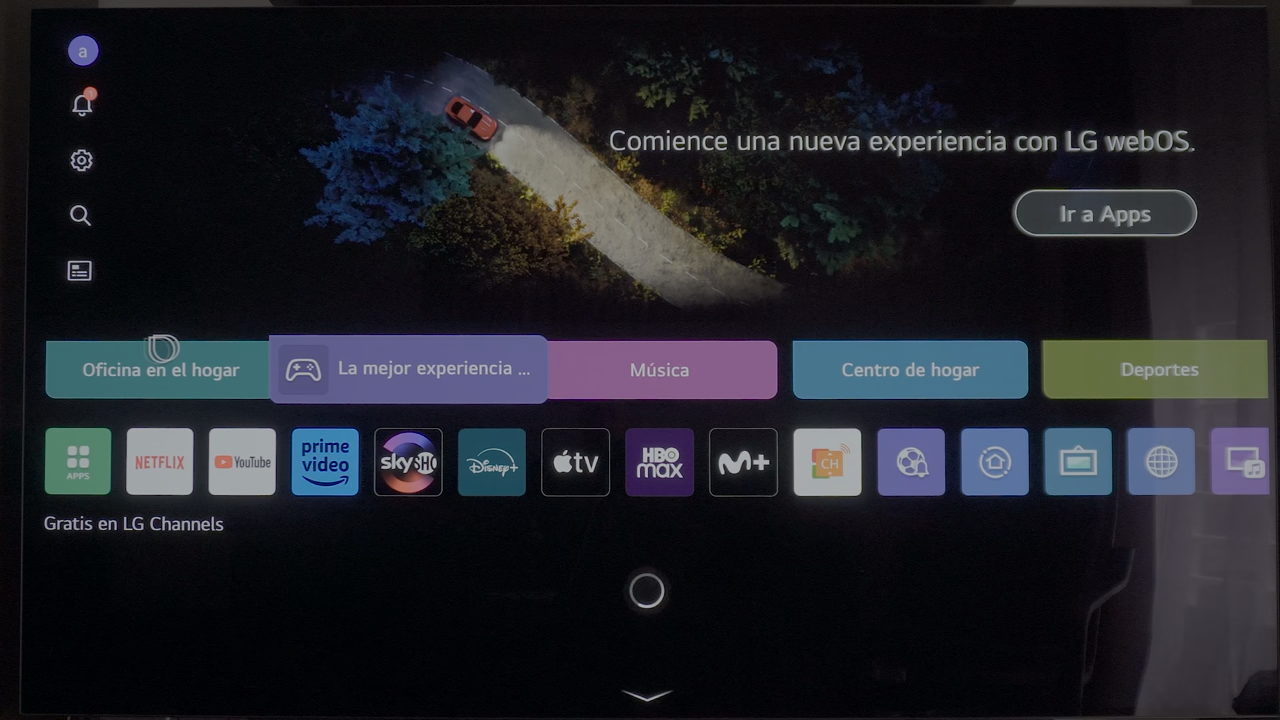 a
Comience una nueva experiencia con LG webOS.
Ir a Apps
Oficina en el hogar
La mejor experiencia ...
Música
Centro de hogar
Deportes
APPS
NETFLIX
YouTube
prime video
sky SHO
Disney+
tv
HBO max
M+
CH
Gratis en LG Channels